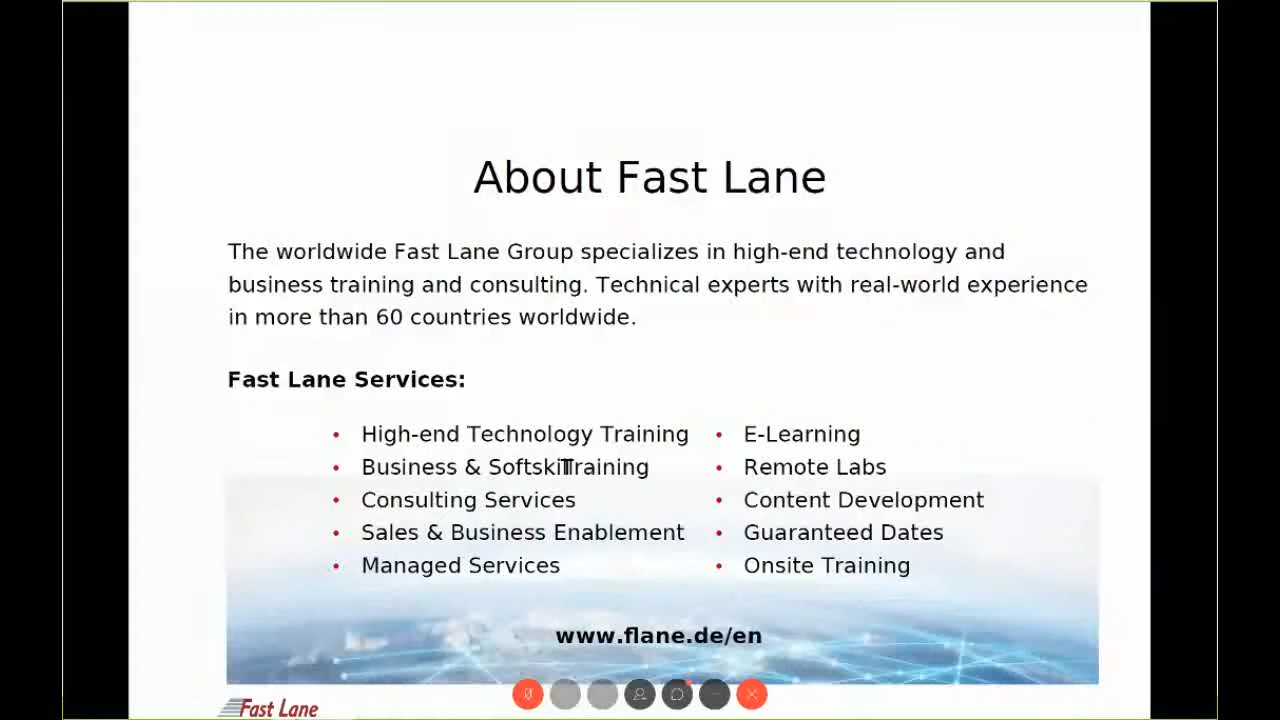 About Fast Lane
The worldwide Fast Lane Group specializes in high-end technology and
business training and consulting. Technical experts with real-world experience
in more than 60 countries worldwide.
Fast Lane Services:
• High-end Technology Training
• Business & Softskill Training
• Consulting Services
• Sales & Business Enablement
• Managed Services
• E-Learning
• Remote Labs
• Content Development
• Guaranteed Dates
• Onsite Training
www.flane.de/en
Fast Lane